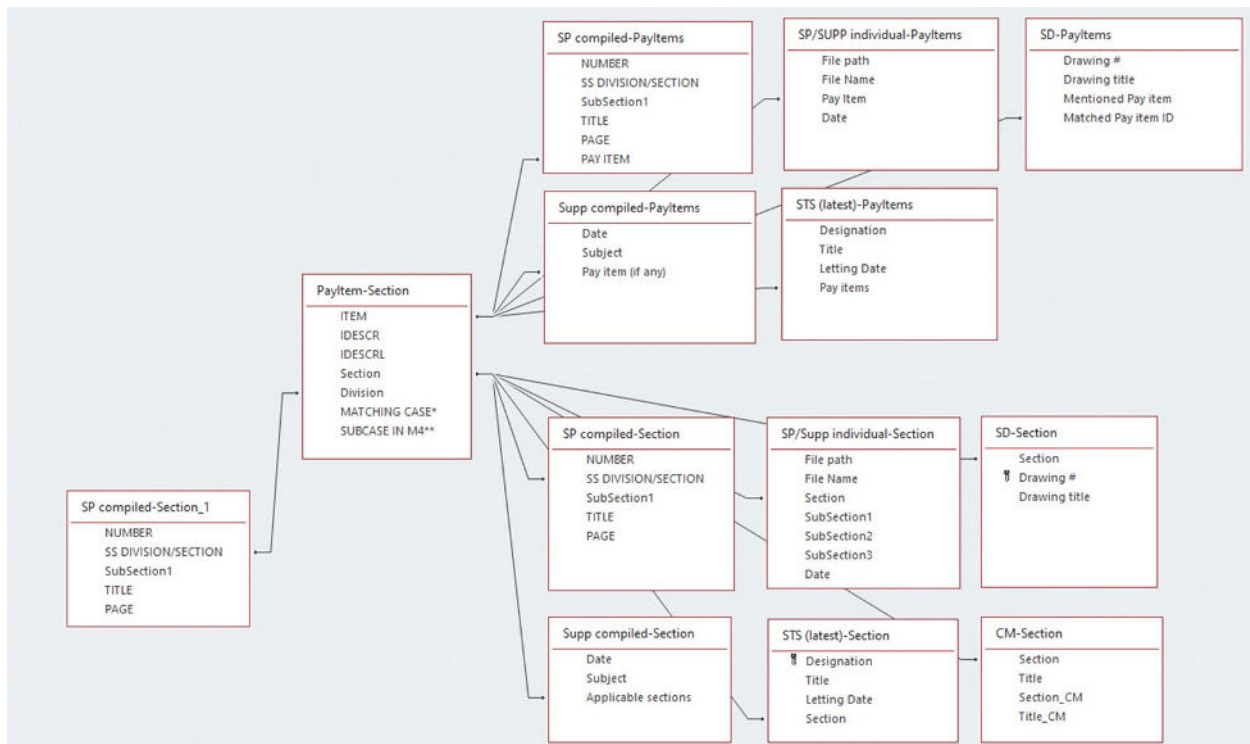 SP compiled-PayItems
NUMBER
SS DIVISION/SECTION
SubSection1
TITLE
PAGE
PAY ITEM
SP/SUPP individual-PayItems
File path
File Name
Pay Item
Date
SD-PayItems
Drawing #
Drawing title
Mentioned Pay item
Matched Pay item ID
Supp compiled-PayItems
Date
Subject
Pay item (if any)
STS (latest)-PayItems
Designation
Title
Letting Date
Pay items
PayItem-Section
ITEM
IDESCR
IDESCRL
Section
Division
MATCHING CASE*
SUBCASE IN M4**
SP compiled-Section_1
NUMBER
SS DIVISION/SECTION
SubSection1
TITLE
PAGE
SP compiled-Section
NUMBER
SS DIVISION/SECTION
SubSection1
TITLE
PAGE
SP/Supp individual-Section
File path
File Name
Section
SubSection1
SubSection2
SubSection3
Date
SD-Section
Section
Drawing #
Drawing title
Supp compiled-Section
Date
Subject
Applicable sections
STS (latest)-Section
Designation
Title
Letting Date
Section
CM-Section
Section
Title
Section_CM
Title_CM